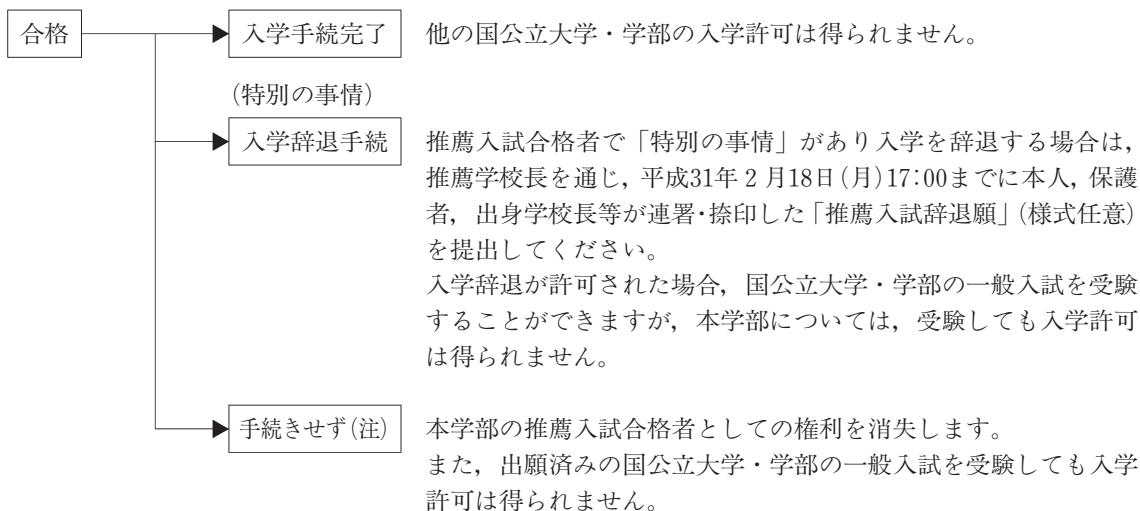 合格
入学手続完了 他の国公立大学・学部の入学許可は得られません。
(特別の事情)
入学辞退手続 推薦入試合格者で「特別の事情」があり入学を辞退する場合は,
推薦学校長を通じ, 平成31年2月18日(月)17:00までに本人, 保護
者, 出身学校長等が連署・捺印した「推薦入試辞退願」(様式任意)
を提出してください。
入学辞退が許可された場合, 国公立大学・学部の一般入試を受験
することができますが, 本学部については, 受験しても入学許可
は得られません。
手続きせず(注) 本学部の推薦入試合格者としての権利を消失します。
また, 出願済みの国公立大学・学部の一般入試を受験しても入学
許可は得られません。